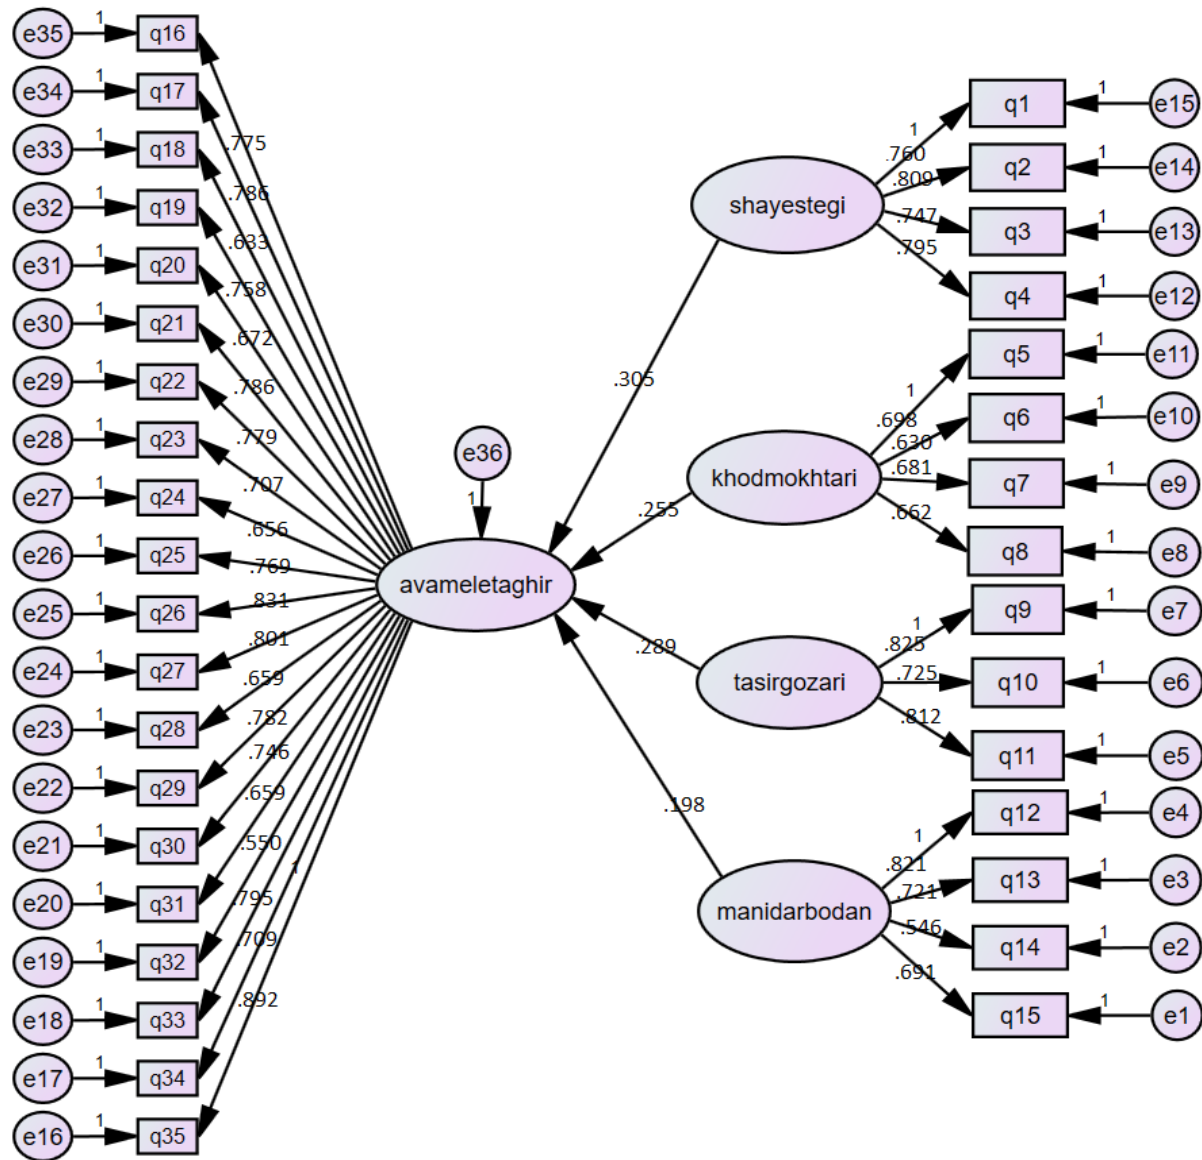 e35 1 q16
e34 1 q17
e33 1 q18
e32 1 q19
e31 1 q20
e30 1 q21
e29 1 q22
e28 1 q23
e27 1 q24
e26 1 q25
e25 1 q26
e24 1 q27
e23 1 q28
e22 1 q29
e21 1 q30
e20 1 q31
e19 1 q32
e18 1 q33
e17 1 q34
e16 1 q35
.775
.786
.633
.758
.672
.786
.779
.707
.656
.769
.831
.801
.659
.782
.746
.659
.550
.795
.709
.892
1
e36
1
avameletaghir
.305
.255
.289
.198
shayestegi
1
.760
.809
.747
.795
q1 1 e15
q2 1 e14
q3 1 e13
q4 1 e12
khodmokhtari
1
.698
.630
.681
.662
q5 1 e11
q6 1 e10
q7 1 e9
q8 1 e8
tasirgozari
1
.825
.725
.812
q9 1 e7
q10 1 e6
q11 1 e5
manidarbodan
1
.821
.721
.546
.691
q12 1 e4
q13 1 e3
q14 1 e2
q15 1 e1